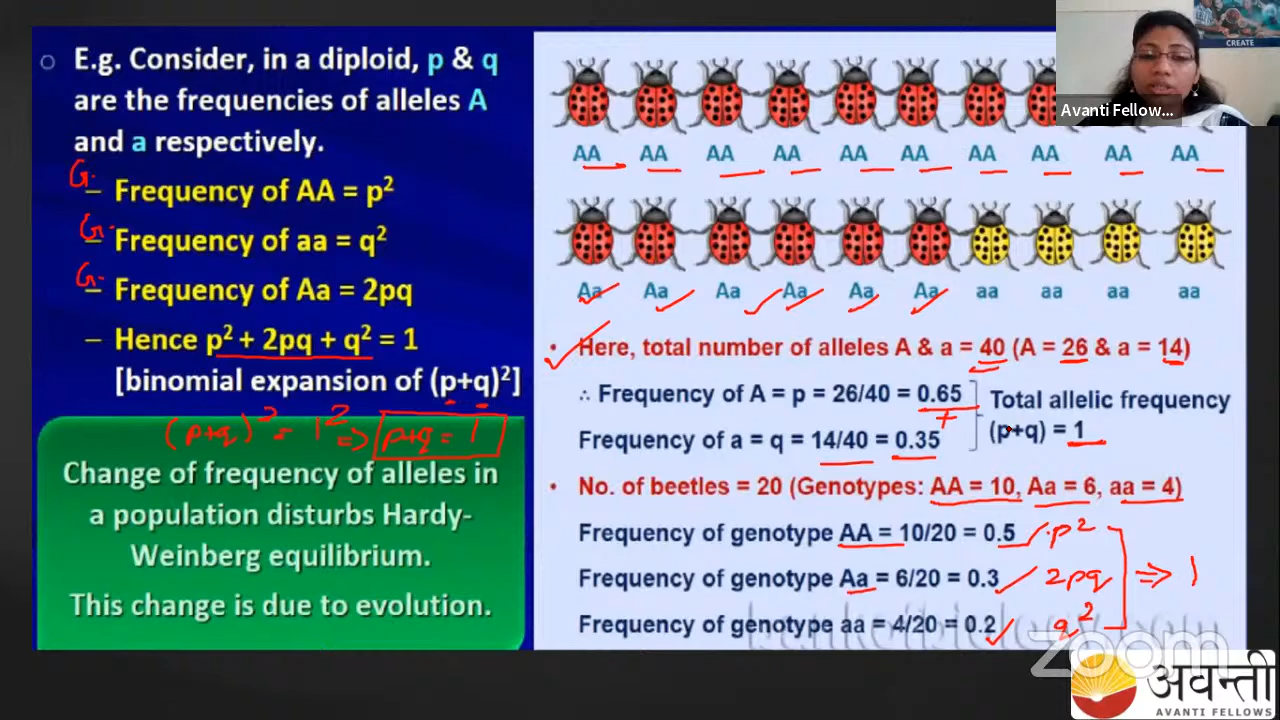 E.g. Consider, in a diploid, p & q
are the frequencies of alleles A
and a respectively.
G. – Frequency of AA = p²
G. – Frequency of aa = q²
G. – Frequency of Aa = 2pq
– Hence p² + 2pq + q² = 1
[binomial expansion of (p+q)²]
(p+q)² = 1² ⇒ p+q = 1
Change of frequency of alleles in
a population disturbs Hardy-
Weinberg equilibrium.
This change is due to evolution.
AA AA AA AA AA AA AA AA AA AA
Aa Aa Aa Aa Aa Aa aa aa aa aa
• Here, total number of alleles A & a = 40 (A = 26 & a = 14)
∴ Frequency of A = p = 26/40 = 0.65
+
Frequency of a = q = 14/40 = 0.35
Total allelic frequency
(p+q) = 1
• No. of beetles = 20 (Genotypes: AA = 10, Aa = 6, aa = 4)
Frequency of genotype AA = 10/20 = 0.5 p²
Frequency of genotype Aa = 6/20 = 0.3 2pq ⇒ 1
Frequency of genotype aa = 4/20 = 0.2 q²
CREATE
Avanti Fellow...
zoom
अवन्ती
AVANTI FELLOWS